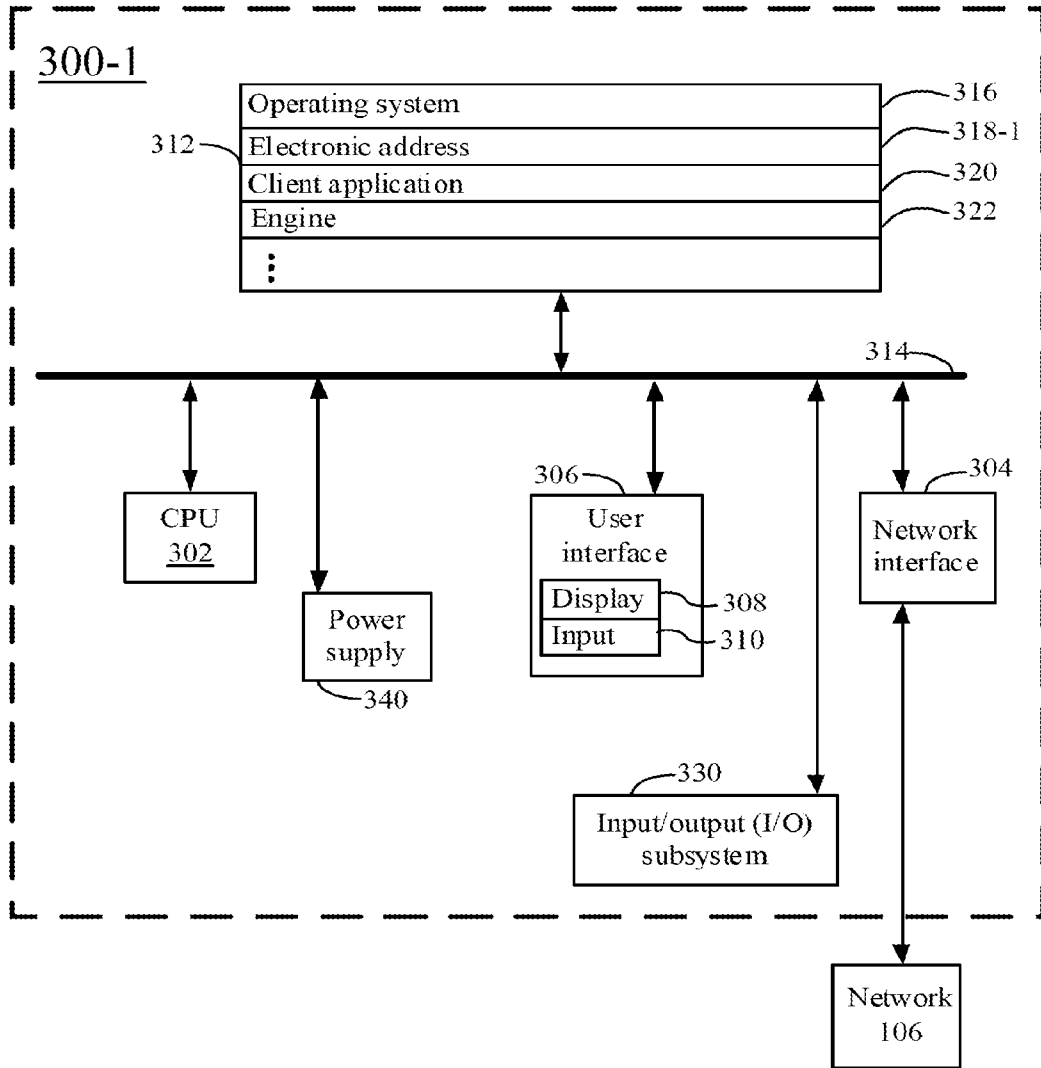 300-1
Operating system
316
312
Electronic address
318-1
Client application
320
Engine
322
314
306
304
CPU
302
User
interface
Network
interface
Display
308
Input
310
Power
supply
340
330
Input/output (I/O)
subsystem
Network
106